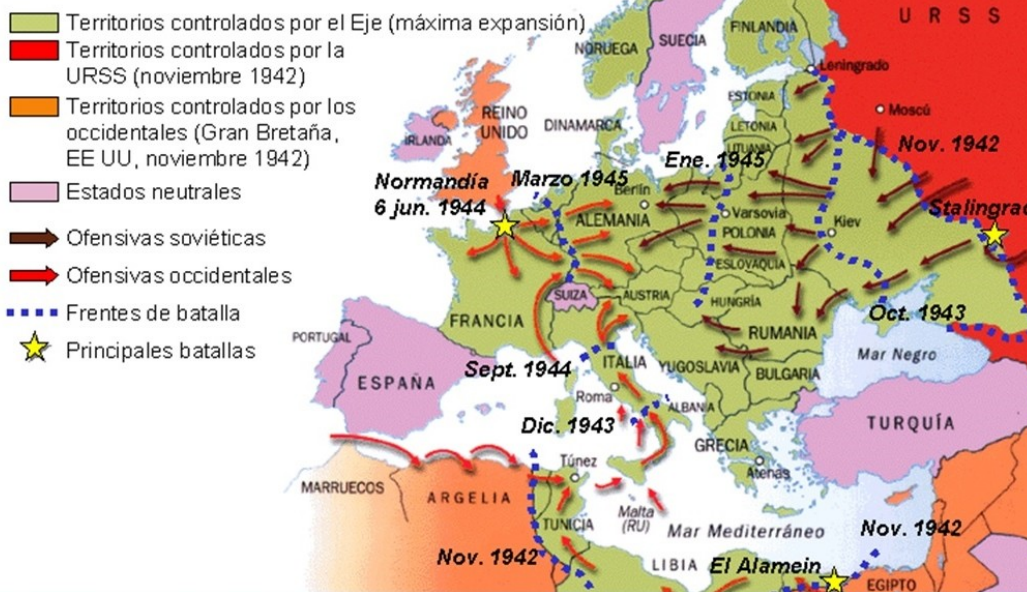 Territorios controlados por el Eje (máxima expansión)
Territorios controlados por la
URSS (noviembre 1942)
Territorios controlados por los
occidentales (Gran Bretaña,
EE UU, noviembre 1942)
Estados neutrales
Ofensivas soviéticas
Ofensivas occidentales
Frentes de batalla
Principales batallas
URSS
NORUEGA
SUECIA
FINLANDIA
Leningrado
ESTONIA
Moscú
LETONIA
LITUANIA
Nov. 1942
IRLANDA
REINO
UNIDO
DINAMARCA
Normandía
6 jun. 1944
Marzo 1945
Ene. 1945
Berlín
ALEMANIA
Varsovia
POLONIA
Kiev
Stalingrad
ESLOVAQUIA
SUIZA
AUSTRIA
HUNGRÍA
Oct. 1943
FRANCIA
RUMANIA
Mar Negro
PORTUGAL
ESPAÑA
Sept. 1944
ITALIA
YUGOSLAVIA
BULGARIA
Roma
ALBANIA
TURQUÍA
Dic. 1943
GRECIA
Atenas
Túnez
MARRUECOS
ARGELIA
TUNICIA
Malta
(RU)
Mar Mediterráneo
Nov. 1942
Nov. 1942
LIBIA
El Alamein
EGIPTO